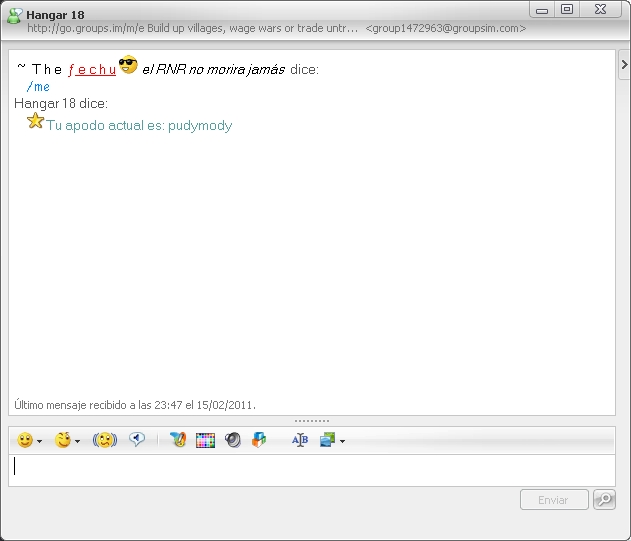 Hangar 18
http://go.groups.im/m/e Build up villages, wage wars or trade untr... <group1472963@groupsim.com>
~ T h e ƒ e c h u el RNR no morira jamás dice:
/me
Hangar 18 dice:
Tu apodo actual es: pudymody
Último mensaje recibido a las 23:47 el 15/02/2011.
Enviar